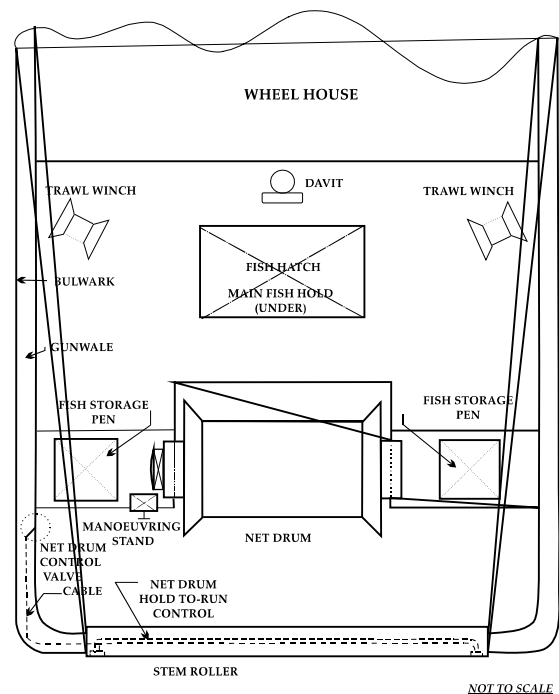 WHEEL HOUSE
DAVIT
TRAWL WINCH
TRAWL WINCH
FISH HATCH
MAIN FISH HOLD
(UNDER)
BULWARK
GUNWALE
FISH STORAGE
PEN
FISH STORAGE
PEN
MANOEUVRING
STAND
NET DRUM
NET DRUM
CONTROL
VALVE
CABLE
NET DRUM
HOLD TO-RUN
CONTROL
STEM ROLLER
NOT TO SCALE